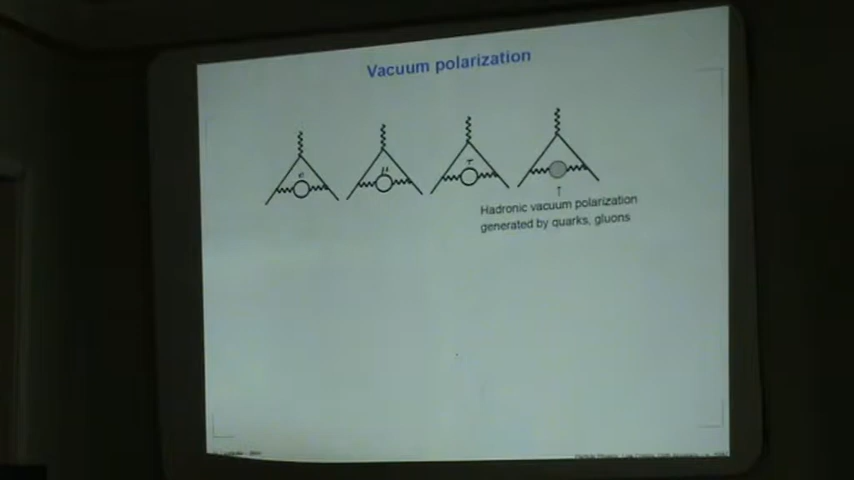 Vacuum polarization
e
μ
τ
↑
Hadronic vacuum polarization
generated by quarks, gluons